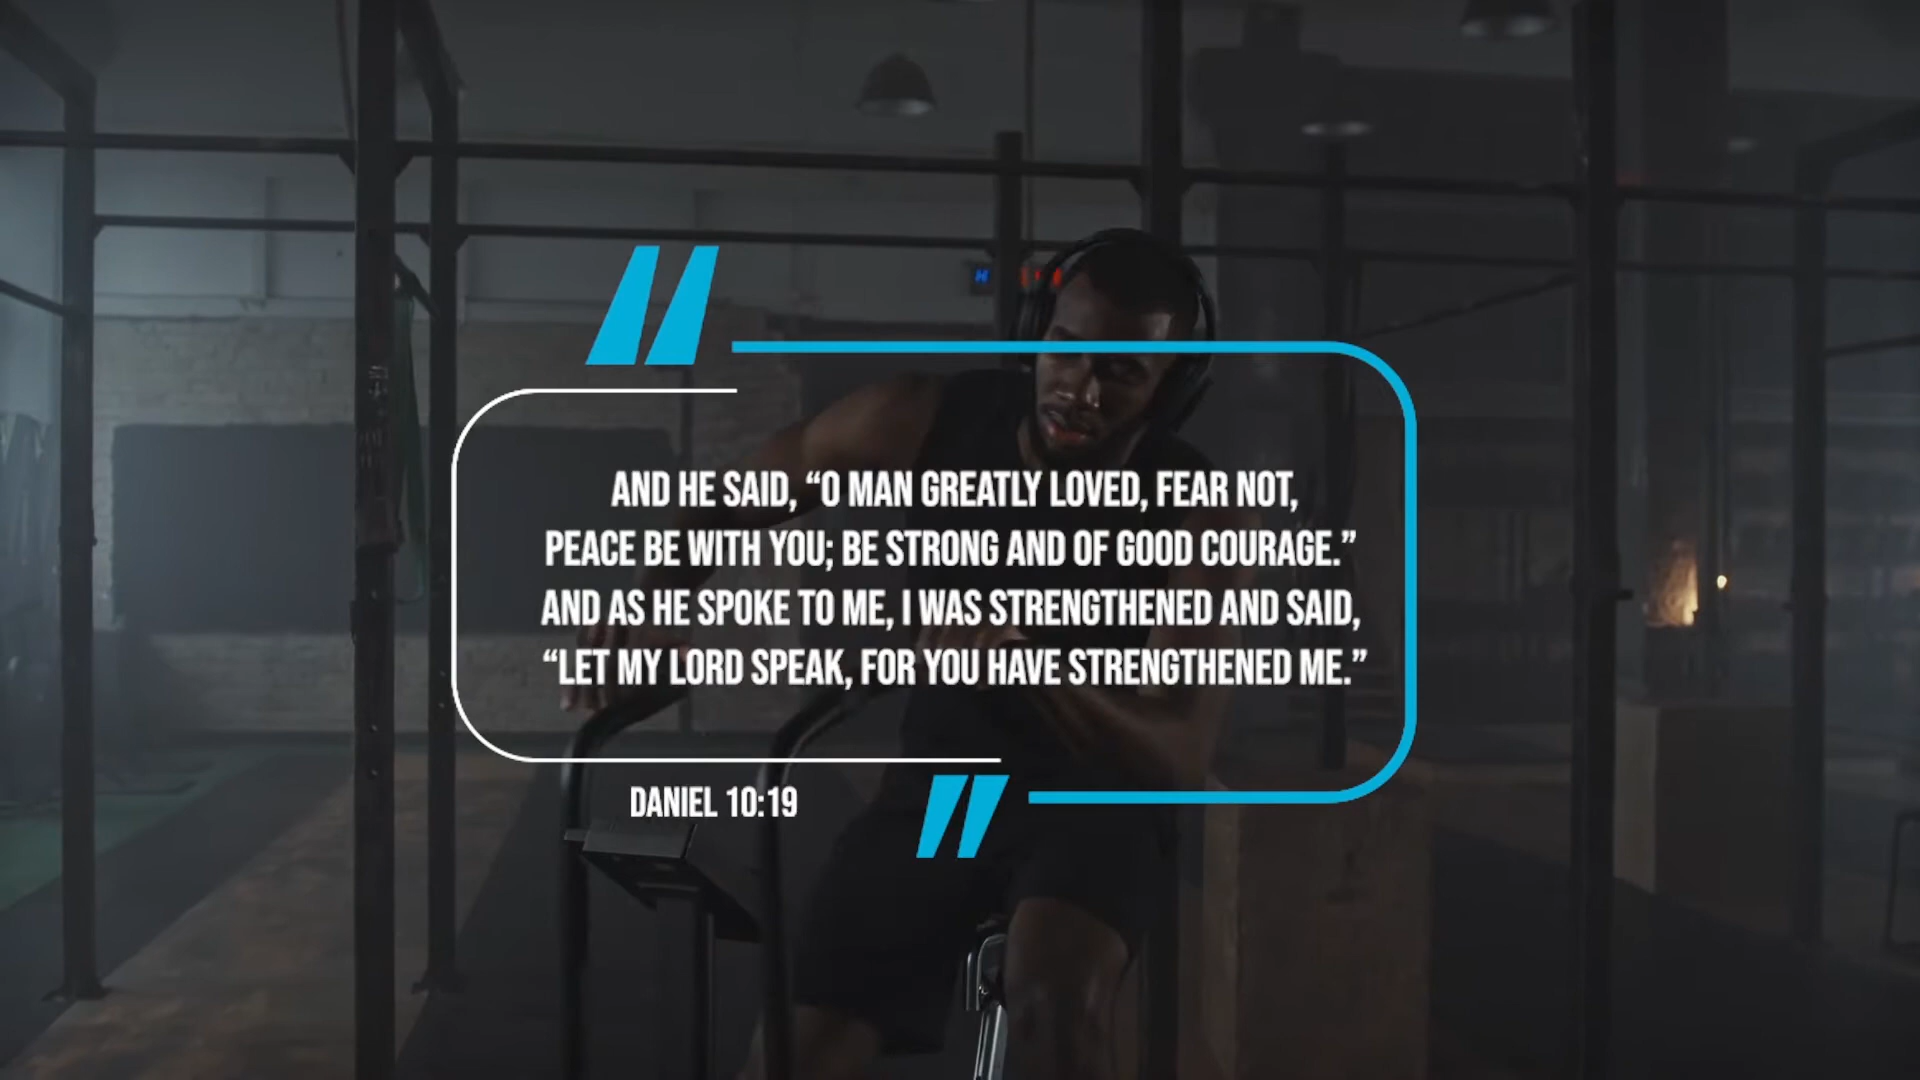 AND HE SAID, “O MAN GREATLY LOVED, FEAR NOT,
PEACE BE WITH YOU; BE STRONG AND OF GOOD COURAGE.”
AND AS HE SPOKE TO ME, I WAS STRENGTHENED AND SAID,
“LET MY LORD SPEAK, FOR YOU HAVE STRENGTHENED ME.”
DANIEL 10:19